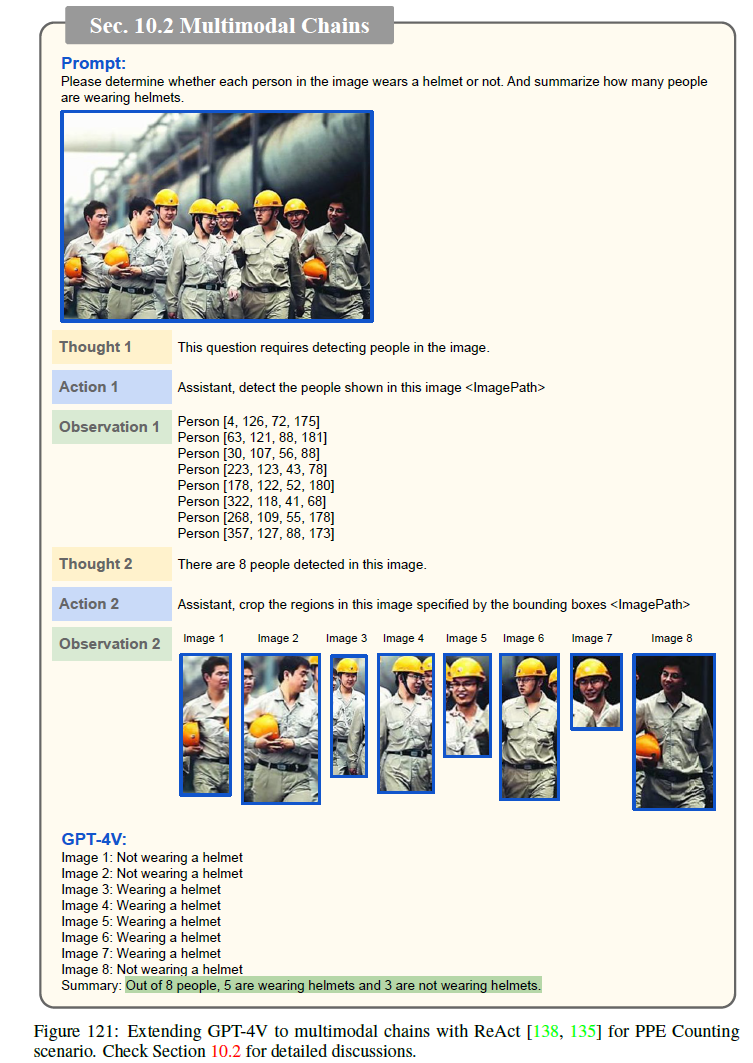 Sec. 10.2 Multimodal Chains
Prompt:
Please determine whether each person in the image wears a helmet or not. And summarize how many people
are wearing helmets.
Thought 1
This question requires detecting people in the image.
Action 1
Assistant, detect the people shown in this image <ImagePath>
Observation 1
Person [4, 126, 72, 175]
Person [63, 121, 88, 181]
Person [30, 107, 56, 88]
Person [223, 123, 43, 78]
Person [178, 122, 52, 180]
Person [322, 118, 41, 68]
Person [268, 109, 55, 178]
Person [357, 127, 88, 173]
Thought 2
There are 8 people detected in this image.
Action 2
Assistant, crop the regions in this image specified by the bounding boxes <ImagePath>
Observation 2
Image 1 Image 2 Image 3 Image 4 Image 5 Image 6 Image 7 Image 8
GPT-4V:
Image 1: Not wearing a helmet
Image 2: Not wearing a helmet
Image 3: Wearing a helmet
Image 4: Wearing a helmet
Image 5: Wearing a helmet
Image 6: Wearing a helmet
Image 7: Wearing a helmet
Image 8: Not wearing a helmet
Summary: Out of 8 people, 5 are wearing helmets and 3 are not wearing helmets.
Figure 121: Extending GPT-4V to multimodal chains with ReAct [138, 135] for PPE Counting
scenario. Check Section 10.2 for detailed discussions.